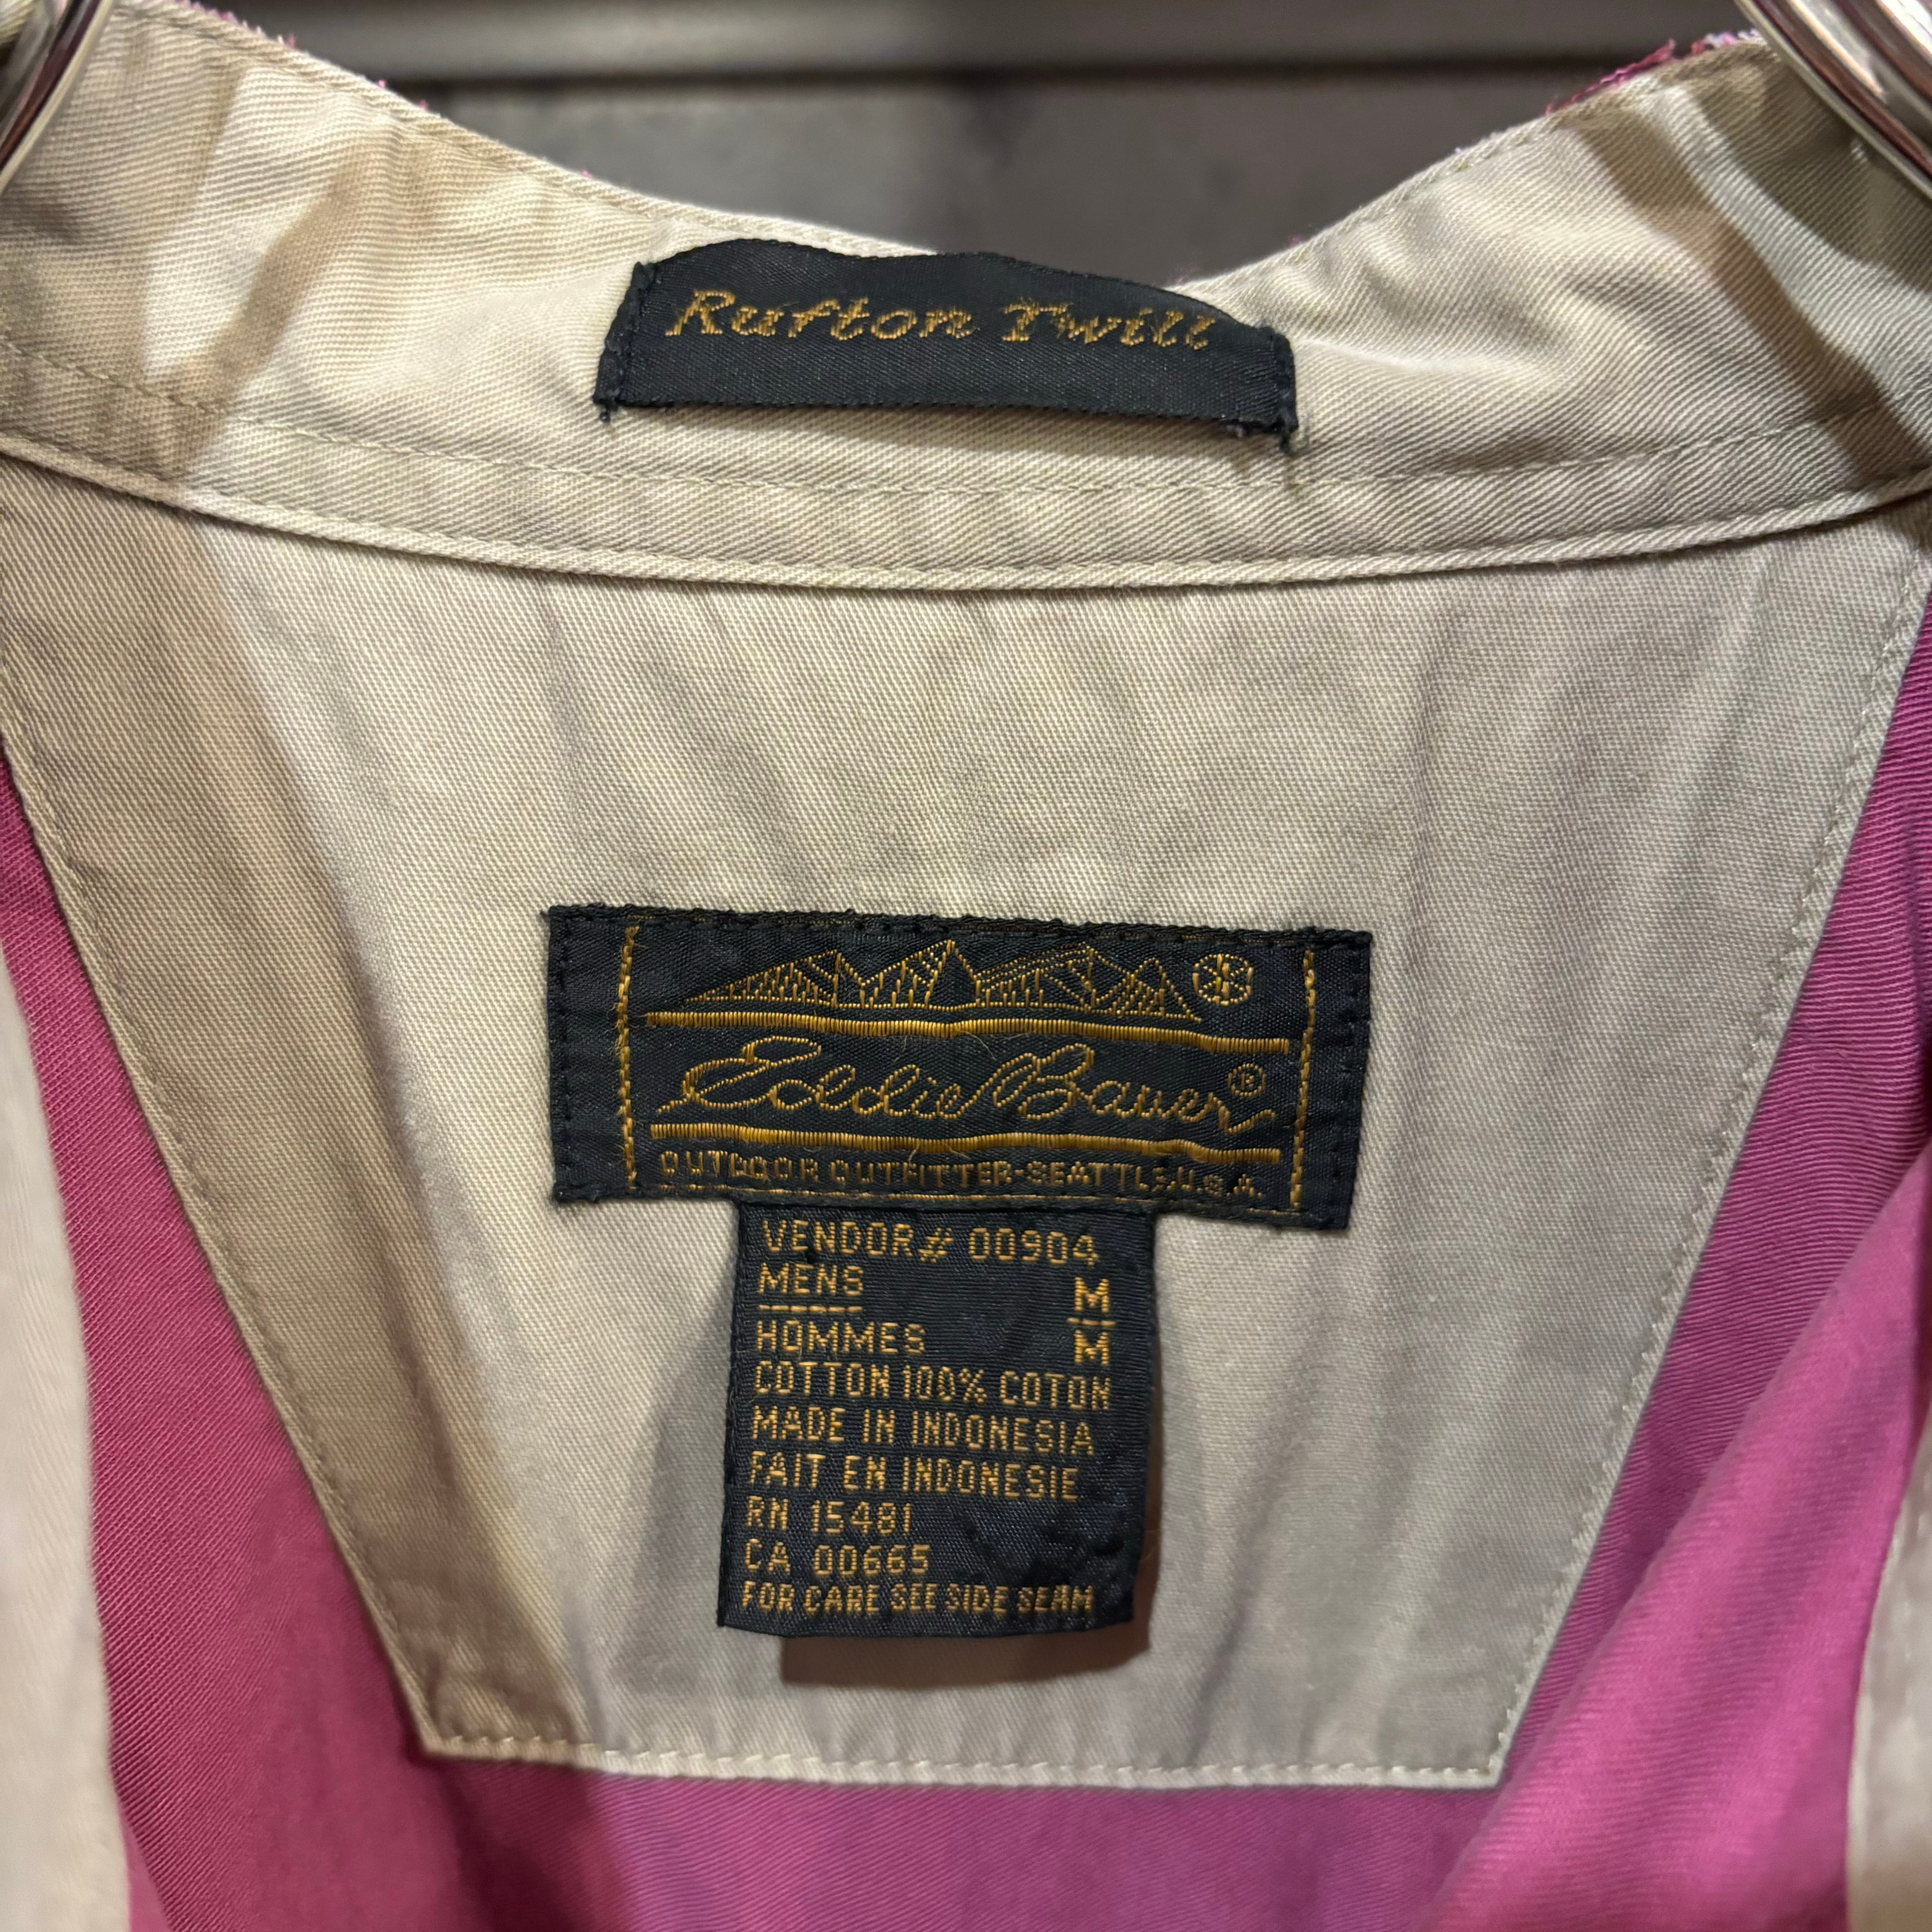 Rufton Twill
Eddie Bauer®
OUTDOOR OUTFITTER-SEATTLE, U.S.A.
VENDOR# 00904
MENS M
HOMMES M
COTTON 100% COTON
MADE IN INDONESIA
FAIT EN INDONESIE
RN 15481
CA 00665
FOR CARE SEE SIDE SEAM